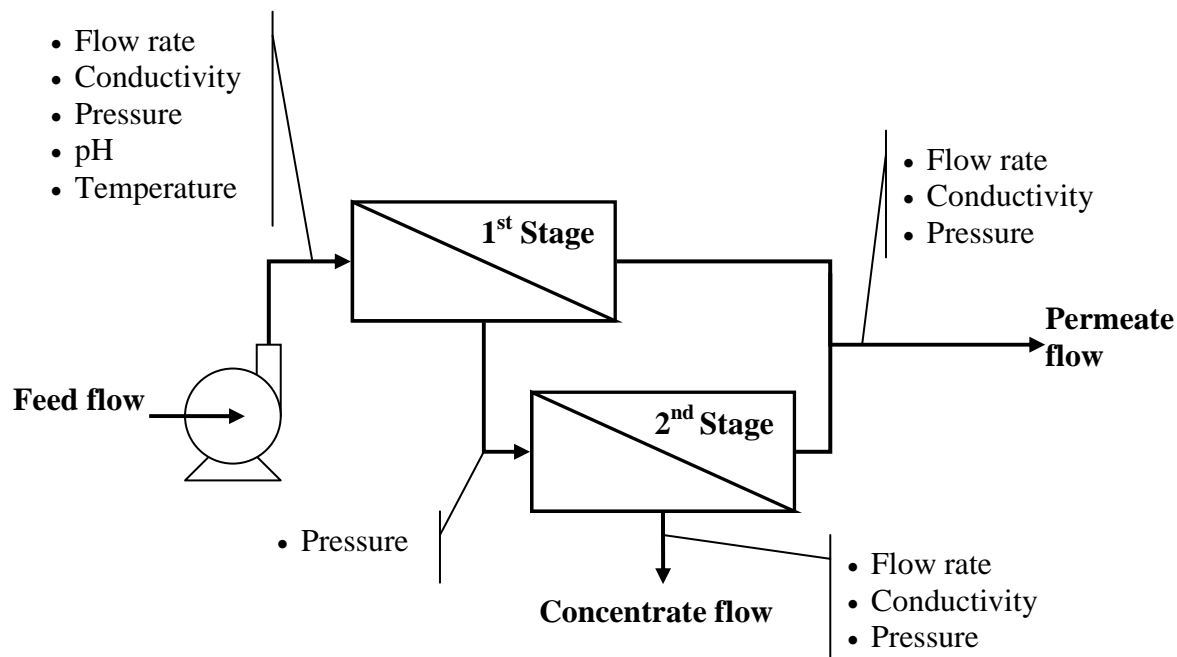 • Flow rate
• Conductivity
• Pressure
• pH
• Temperature
• Flow rate
• Conductivity
• Pressure
1st Stage
Permeate
flow
Feed flow
2nd Stage
• Pressure
• Flow rate
• Conductivity
• Pressure
Concentrate flow